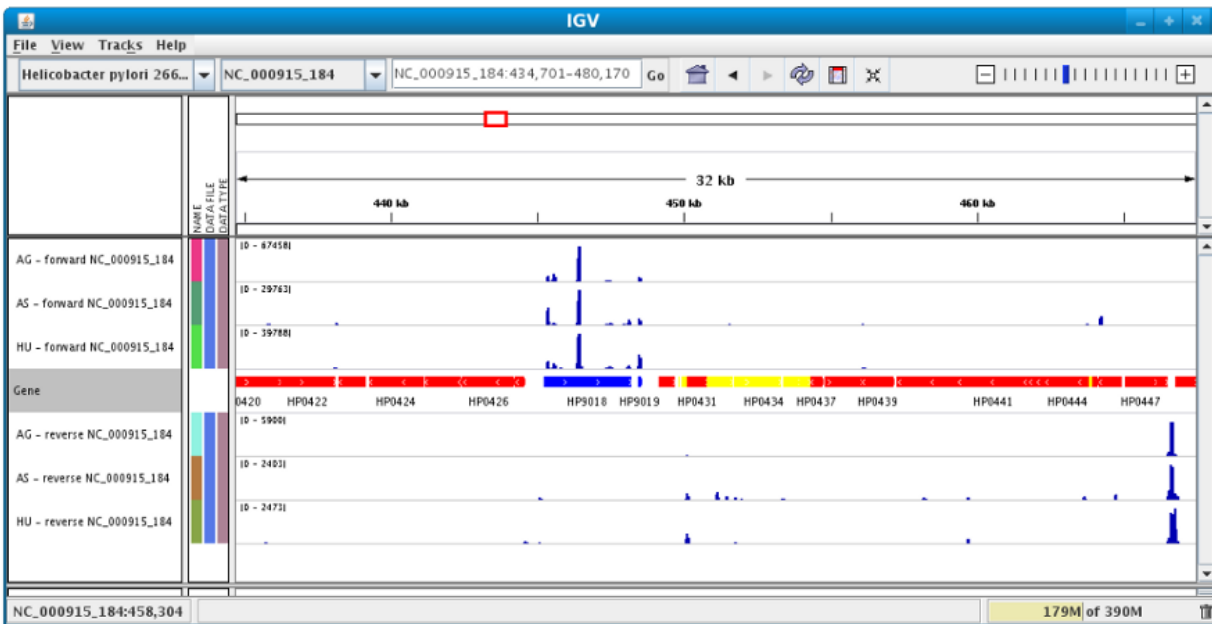 IGV
File View Tracks Help
Helicobacter pylori 266... NC_000915_184 NC_000915_184:434,701-480,170 Go
NAME
DATA FILE
DATA TYPE
32 kb
440 kb 450 kb 460 kb
AG - forward NC_000915_184 [0 - 67458]
AS - forward NC_000915_184 [0 - 29763]
HU - forward NC_000915_184 [0 - 39788]
Gene
0420 HP0422 HP0424 HP0426 HP9018 HP9019 HP0431 HP0434 HP0437 HP0439 HP0441 HP0444 HP0447
AG - reverse NC_000915_184 [0 - 5900]
AS - reverse NC_000915_184 [0 - 2403]
HU - reverse NC_000915_184 [0 - 2473]
NC_000915_184:458,304 179M of 390M